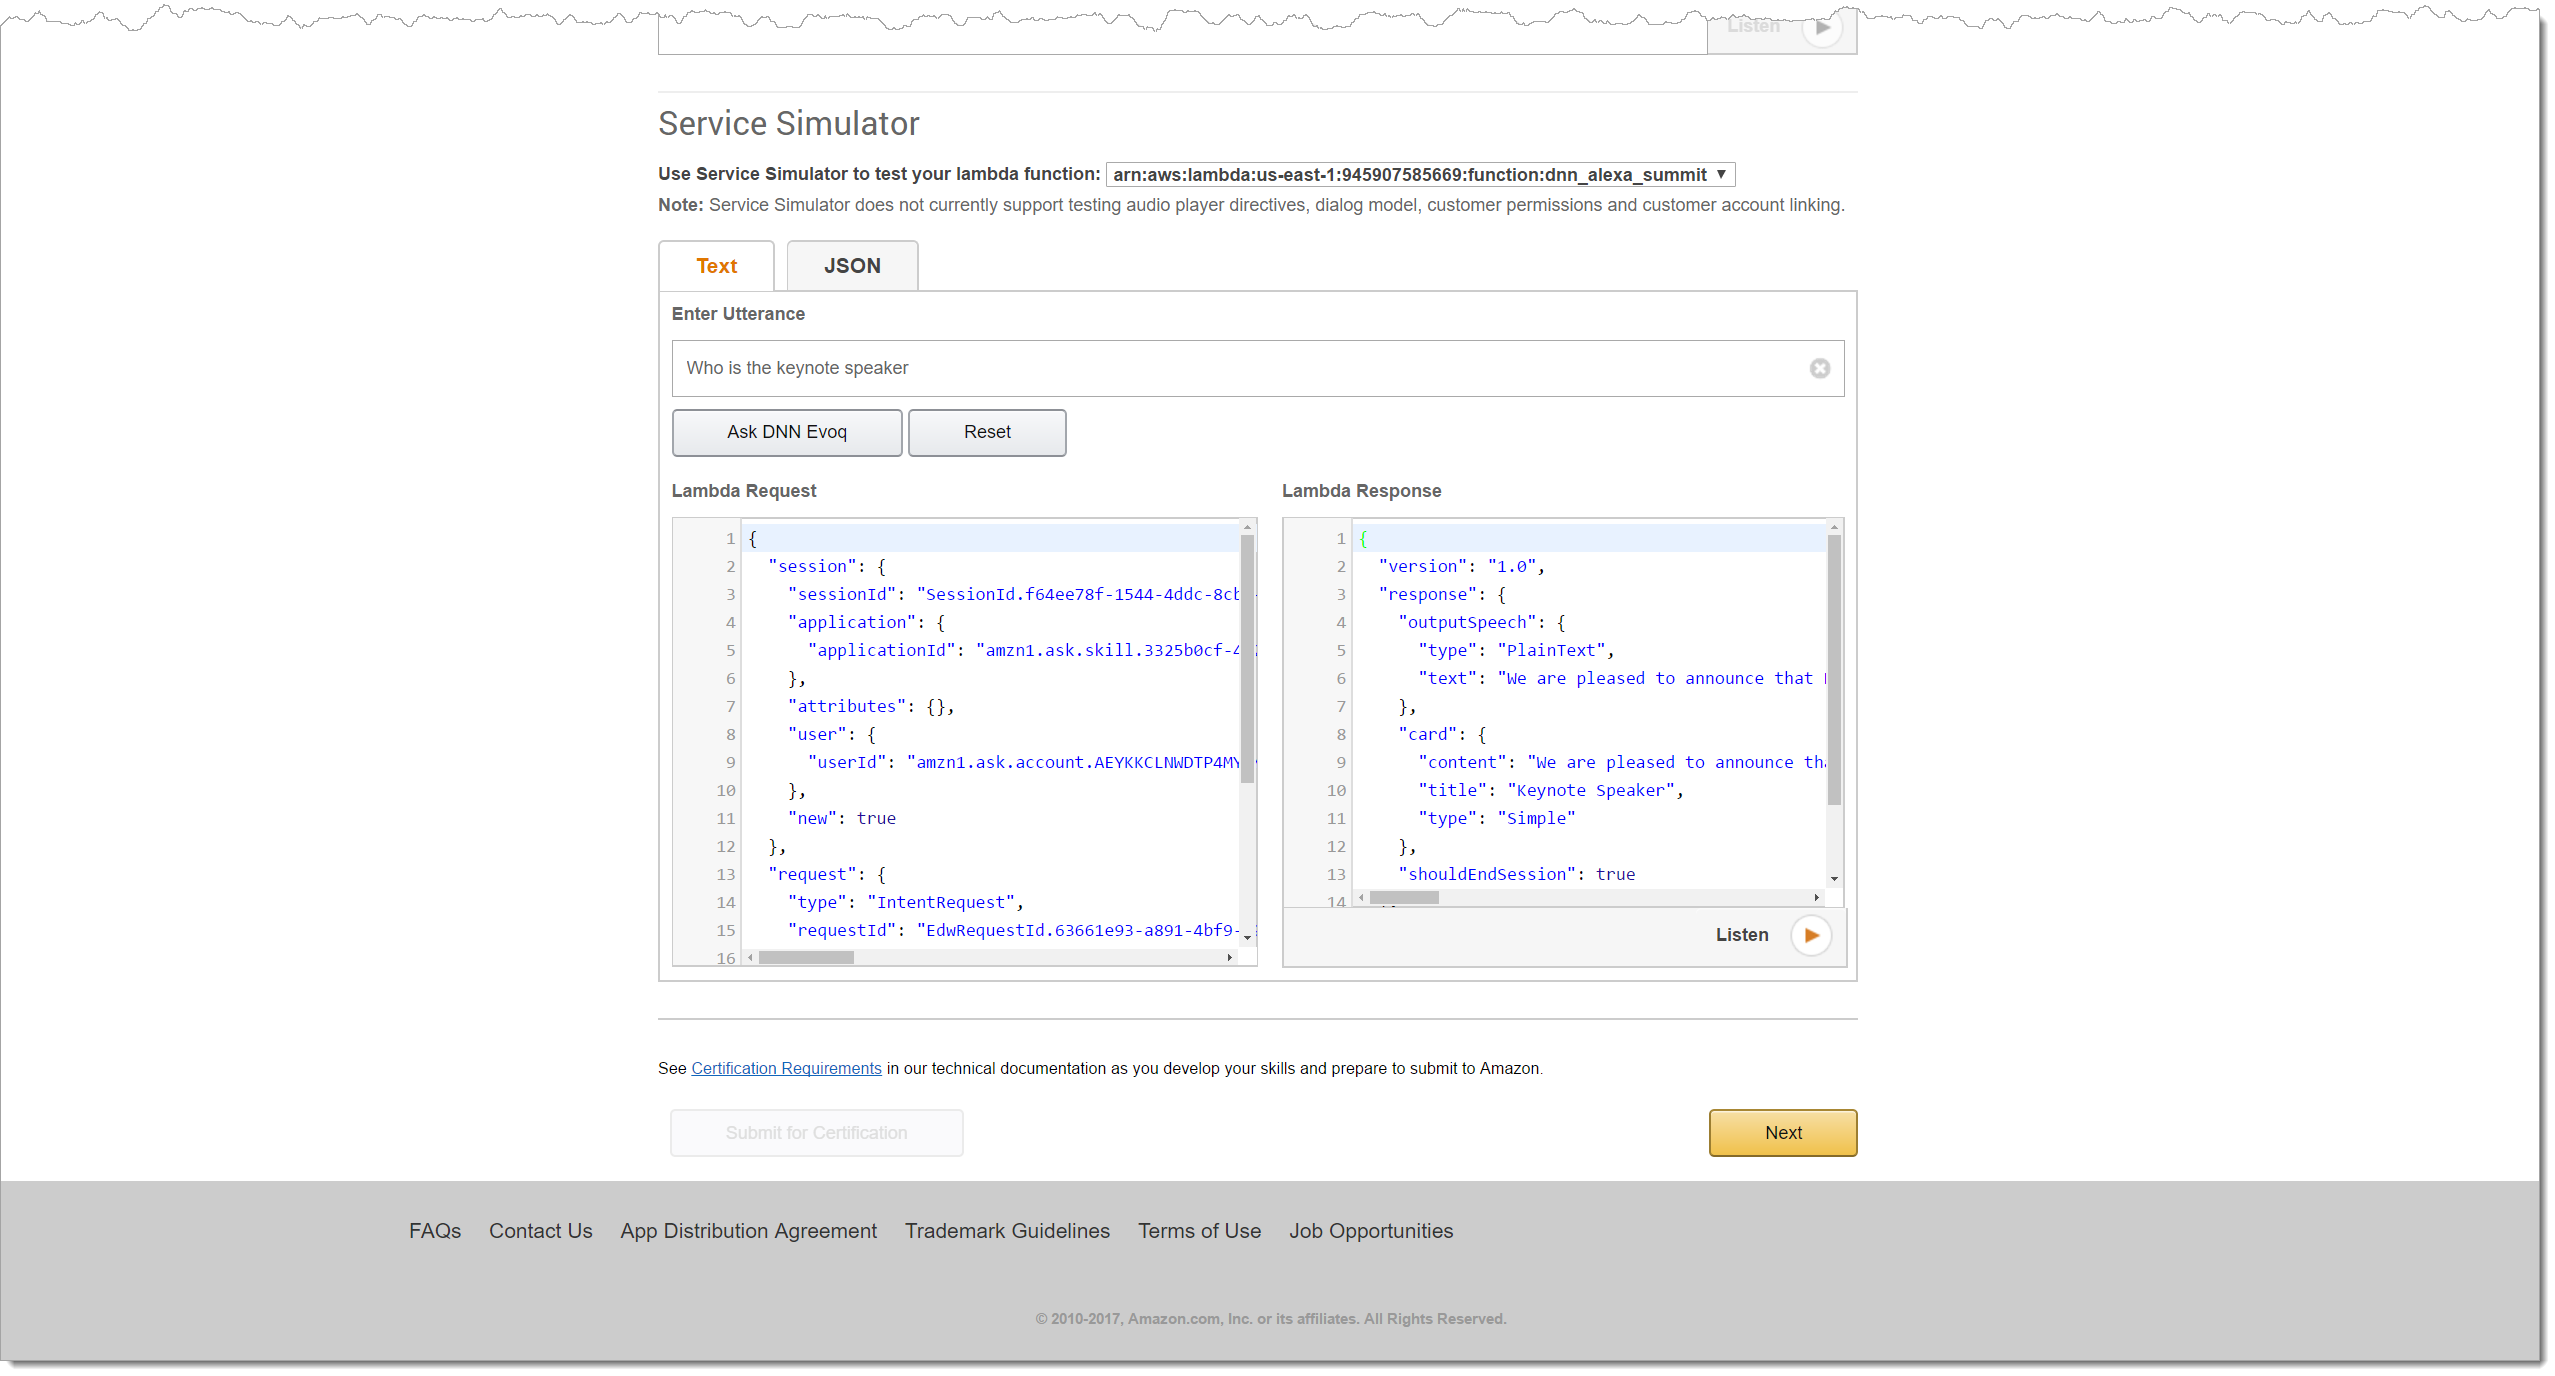 Listen
Service Simulator
Use Service Simulator to test your lambda function: arn:aws:lambda:us-east-1:945907585669:function:dnn_alexa_summit ▼
Note: Service Simulator does not currently support testing audio player directives, dialog model, customer permissions and customer account linking.
Text JSON
Enter Utterance
Who is the keynote speaker
Ask DNN Evoq Reset
Lambda Request
1 {
2 "session": {
3 "sessionId": "SessionId.f64ee78f-1544-4ddc-8cb
4 "application": {
5 "applicationId": "amzn1.ask.skill.3325b0cf-4
6 },
7 "attributes": {},
8 "user": {
9 "userId": "amzn1.ask.account.AEYKKCLNWDTP4MY
10 },
11 "new": true
12 },
13 "request": {
14 "type": "IntentRequest",
15 "requestId": "EdwRequestId.63661e93-a891-4bf9-
16
Lambda Response
1 {
2 "version": "1.0",
3 "response": {
4 "outputSpeech": {
5 "type": "PlainText",
6 "text": "We are pleased to announce that
7 },
8 "card": {
9 "content": "We are pleased to announce th
10 "title": "Keynote Speaker",
11 "type": "Simple"
12 },
13 "shouldEndSession": true
14
Listen
See Certification Requirements in our technical documentation as you develop your skills and prepare to submit to Amazon.
Submit for Certification Next
FAQs Contact Us App Distribution Agreement Trademark Guidelines Terms of Use Job Opportunities
© 2010-2017, Amazon.com, Inc. or its affiliates. All Rights Reserved.